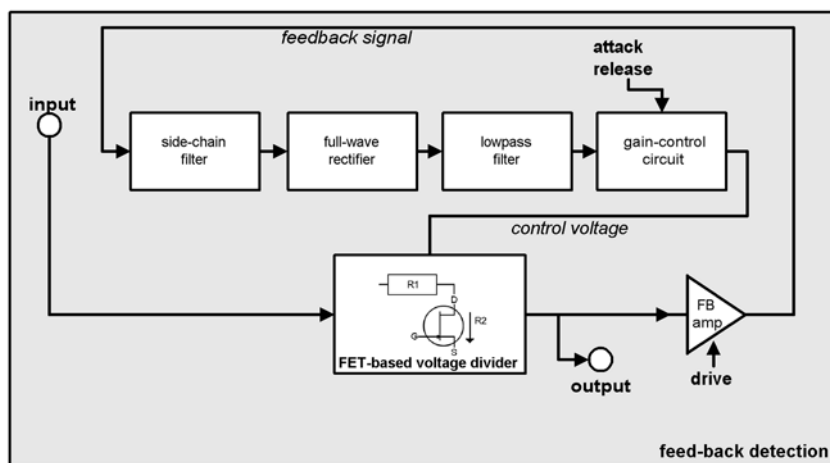 feedback signal
attack
release
input
side-chain
filter
full-wave
rectifier
lowpass
filter
gain-control
circuit
control voltage
R1
D
R2
G
S
FET-based voltage divider
FB
amp
output
drive
feed-back detection